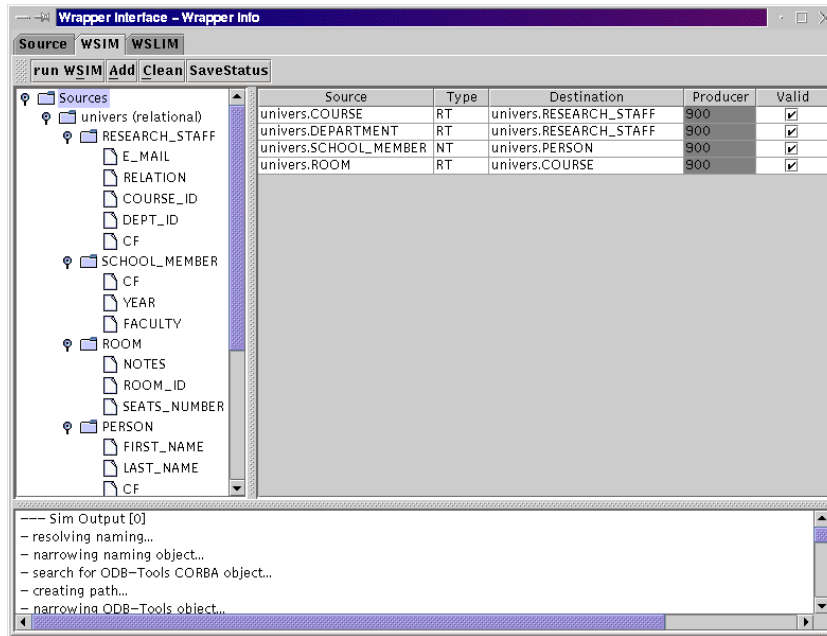 Wrapper Interface – Wrapper Info
Source WSIM WSLIM
run WSIM Add Clean SaveStatus
Sources
univers (relational)
RESEARCH_STAFF
E_MAIL
RELATION
COURSE_ID
DEPT_ID
CF
SCHOOL_MEMBER
CF
YEAR
FACULTY
ROOM
NOTES
ROOM_ID
SEATS_NUMBER
PERSON
FIRST_NAME
LAST_NAME
CF
Source Type Destination Producer Valid
univers.COURSE RT univers.RESEARCH_STAFF 900
univers.DEPARTMENT RT univers.RESEARCH_STAFF 900
univers.SCHOOL_MEMBER NT univers.PERSON 900
univers.ROOM RT univers.COURSE 900
––– Sim Output [0]
– resolving naming...
– narrowing naming object...
– search for ODB–Tools CORBA object...
– creating path...
– narrowing ODB–Tools object...